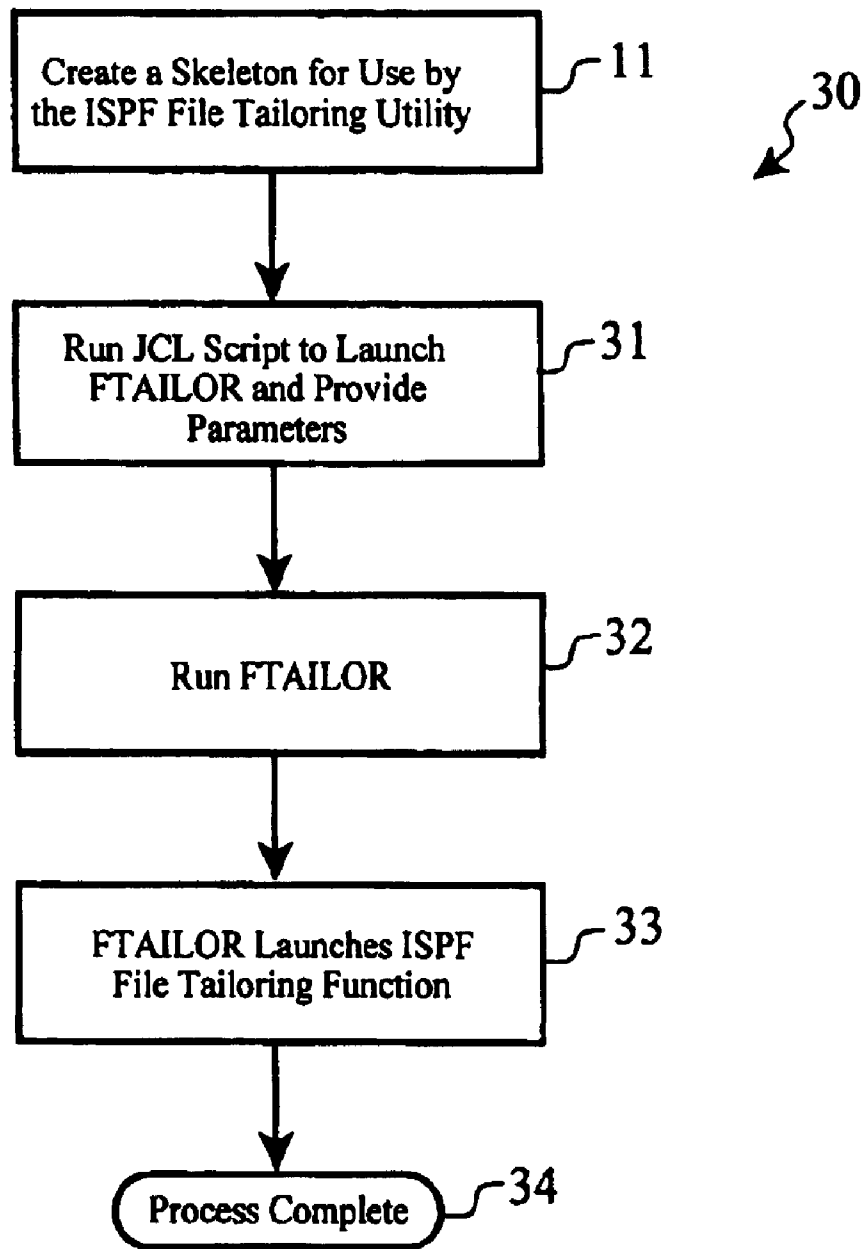 Create a Skeleton for Use by
the ISPF File Tailoring Utility
11
30
Run JCL Script to Launch
FTAILOR and Provide
Parameters
31
Run FTAILOR
32
FTAILOR Launches ISPF
File Tailoring Function
33
Process Complete
34